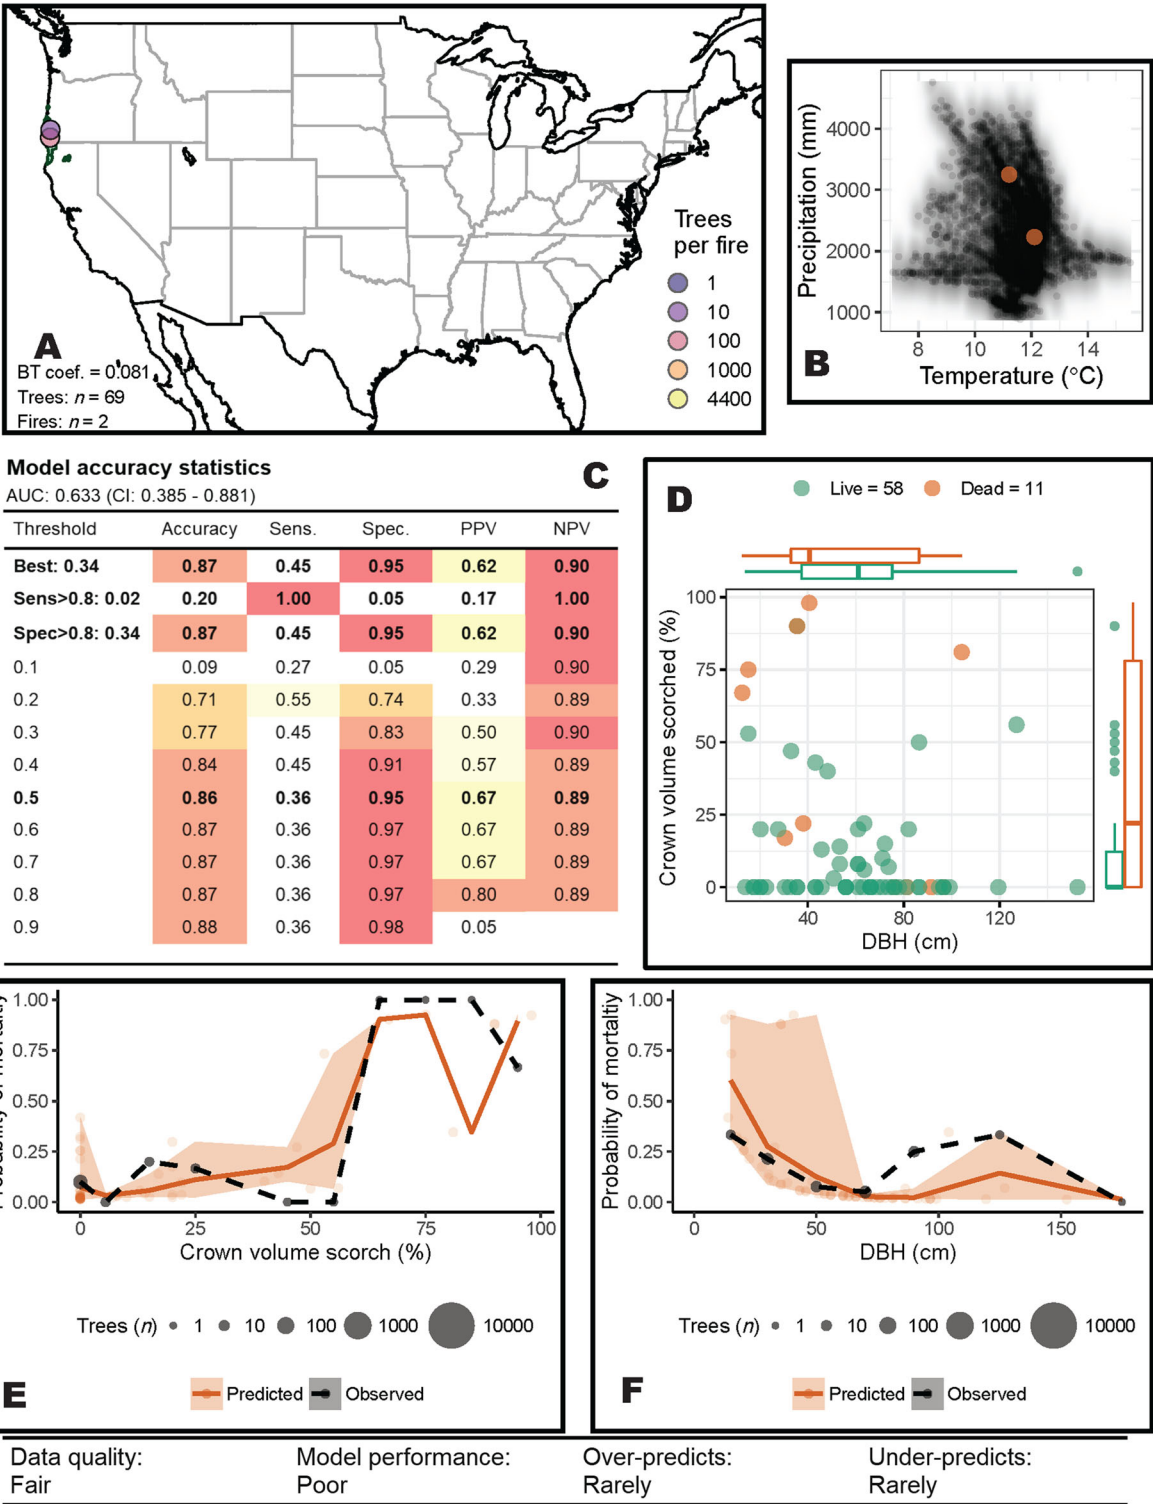 Trees
per fire
1
10
100
1000
4400
A
BT coef. = 0.081
Trees: n = 69
Fires: n = 2
Precipitation (mm)
4000
3000
2000
1000
8 10 12 14
Temperature (°C)
B
Model accuracy statistics
C
AUC: 0.633 (CI: 0.385 - 0.881)
Threshold Accuracy Sens. Spec. PPV NPV
Best: 0.34 0.87 0.45 0.95 0.62 0.90
Sens>0.8: 0.02 0.20 1.00 0.05 0.17 1.00
Spec>0.8: 0.34 0.87 0.45 0.95 0.62 0.90
0.1 0.09 0.27 0.05 0.29 0.90
0.2 0.71 0.55 0.74 0.33 0.89
0.3 0.77 0.45 0.83 0.50 0.90
0.4 0.84 0.45 0.91 0.57 0.89
0.5 0.86 0.36 0.95 0.67 0.89
0.6 0.87 0.36 0.97 0.67 0.89
0.7 0.87 0.36 0.97 0.67 0.89
0.8 0.87 0.36 0.97 0.80 0.89
0.9 0.88 0.36 0.98 0.05
D
Live = 58 Dead = 11
Crown volume scorched (%)
100
75
50
25
0
40 80 120
DBH (cm)
Probability of mortaltiy
1.00
0.75
0.50
0.25
0.00
0 25 50 75 100
Crown volume scorch (%)
Trees (n) 1 10 100 1000 10000
E
Predicted Observed
Probability of mortaltiy
1.00
0.75
0.50
0.25
0.00
0 50 100 150
DBH (cm)
Trees (n) 1 10 100 1000 10000
F
Predicted Observed
Data quality: Model performance: Over-predicts: Under-predicts:
Fair Poor Rarely Rarely